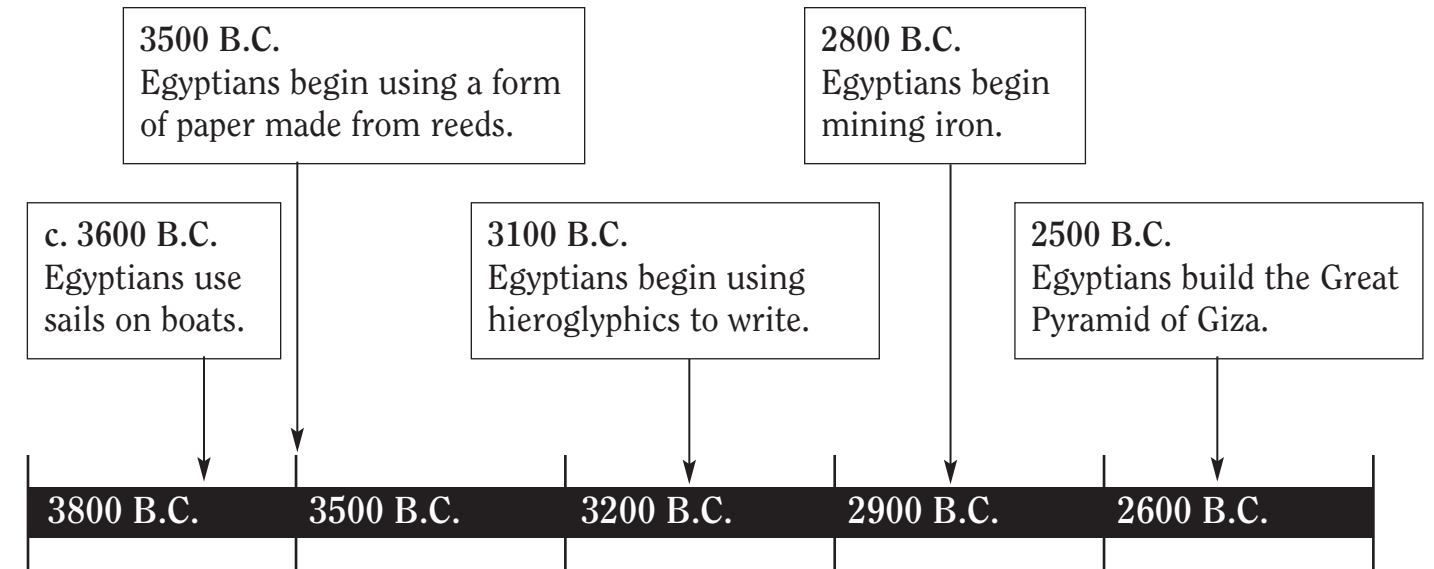 3500 B.C.
Egyptians begin using a form
of paper made from reeds.
2800 B.C.
Egyptians begin
mining iron.
c. 3600 B.C.
Egyptians use
sails on boats.
3100 B.C.
Egyptians begin using
hieroglyphics to write.
2500 B.C.
Egyptians build the Great
Pyramid of Giza.
3800 B.C. 3500 B.C. 3200 B.C. 2900 B.C. 2600 B.C.